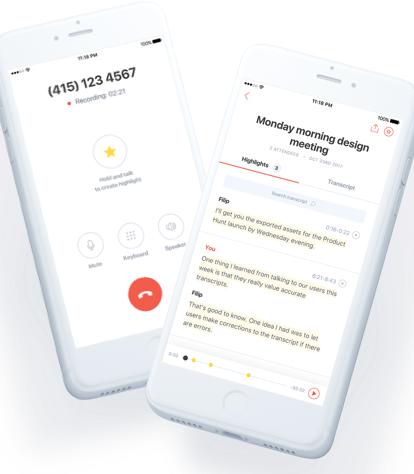 11:18 PM
100%
(415) 123 4567
Recording: 02:21
Hold and talk
to create highlight
Mute
Keyboard
Speaker
11:18 PM
100%
Monday morning design
meeting
2 ATTENDEES • OCT 23RD 2017
Highlights 3
Transcript
Search transcript
Filip
0:16-0:22
I'll get you the exported assets for the Product
Hunt launch by Wednesday evening.
You
6:21-8:43
One thing I learned from talking to our users this
week is that they really value accurate
transcripts.
Filip
That's good to know. One idea I had was to let
users make corrections to the transcript if there
are errors.
0:00